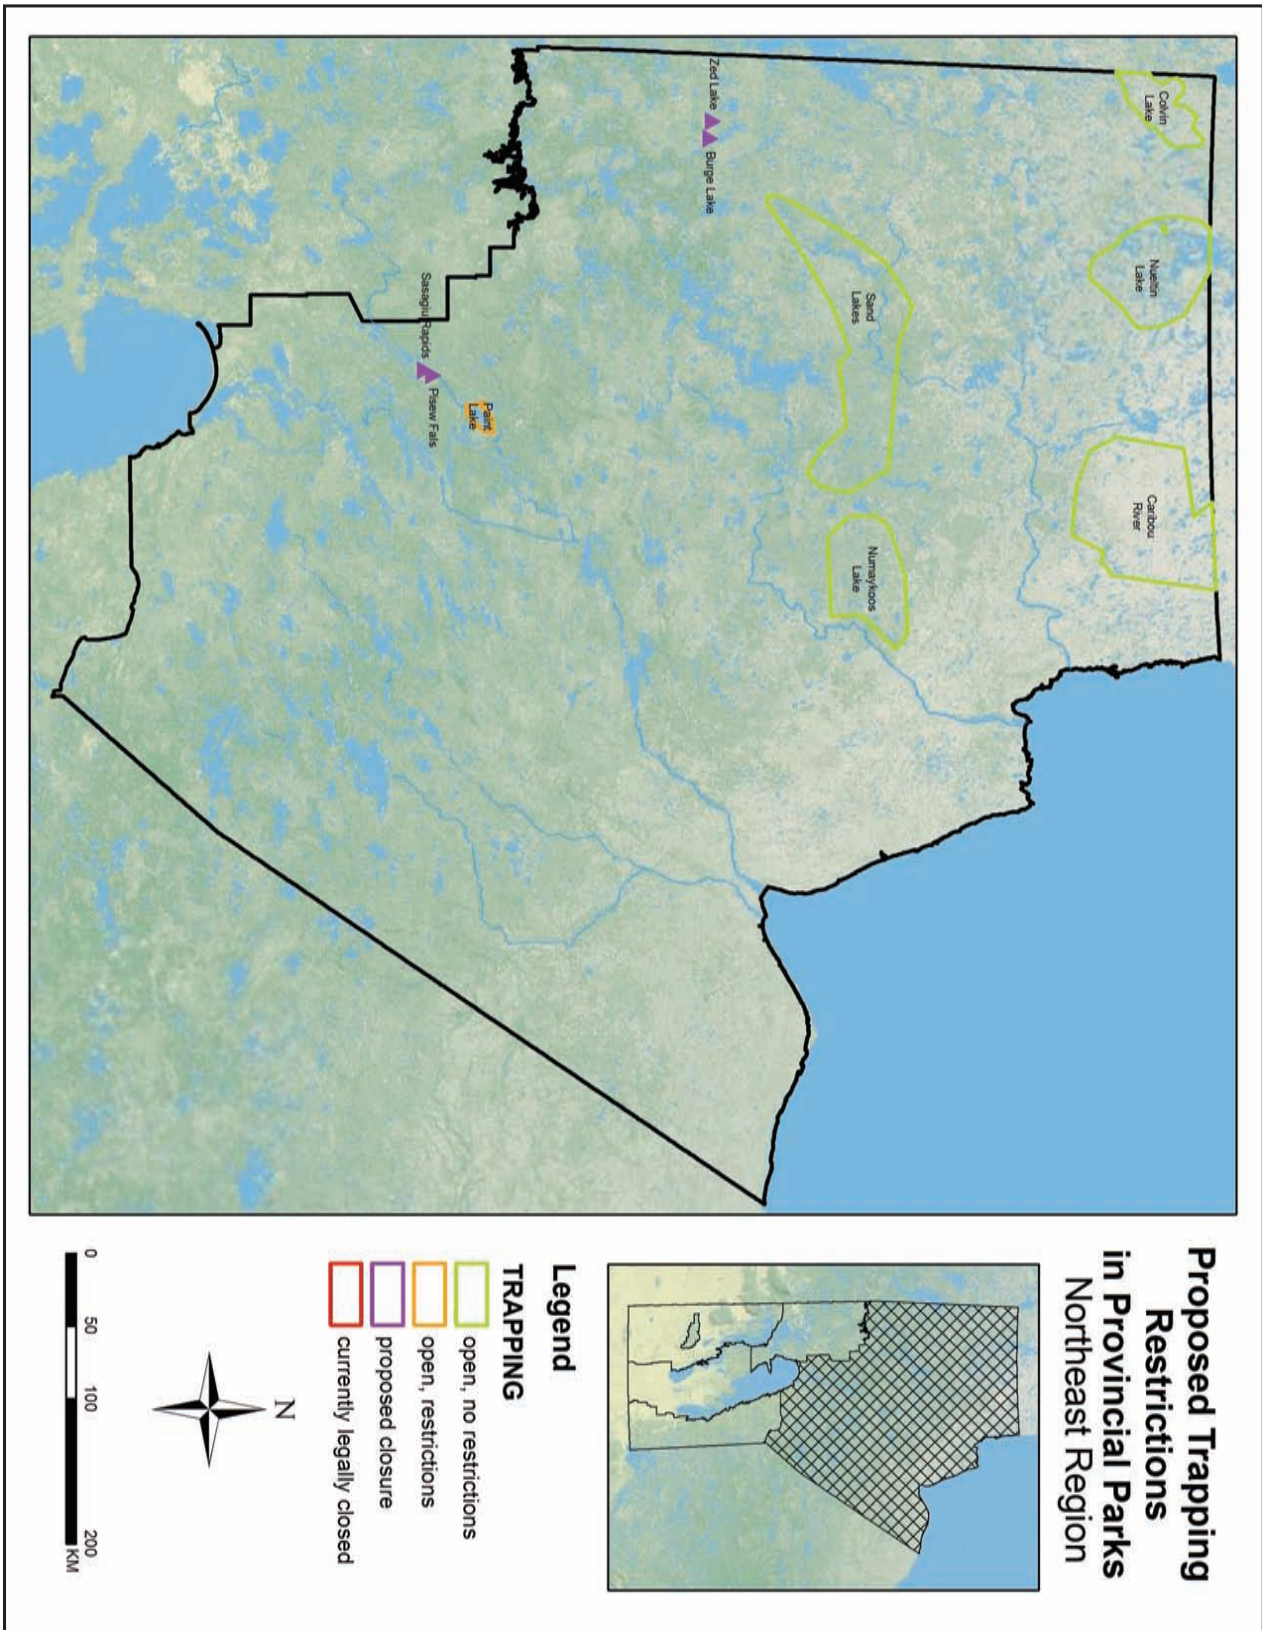 Proposed Trapping
Restrictions
in Provincial Parks
Northeast Region
Colvin
Lake
Nueltin
Lake
Caribou
River
Sand
Lakes
Numaykoos
Lake
Zed Lake
Burge Lake
Paint
Lake
Sasagiu Rapids
Pisew Falls
Legend
TRAPPING
open, no restrictions
open, restrictions
proposed closure
currently legally closed
N
0 50 100 200
KM